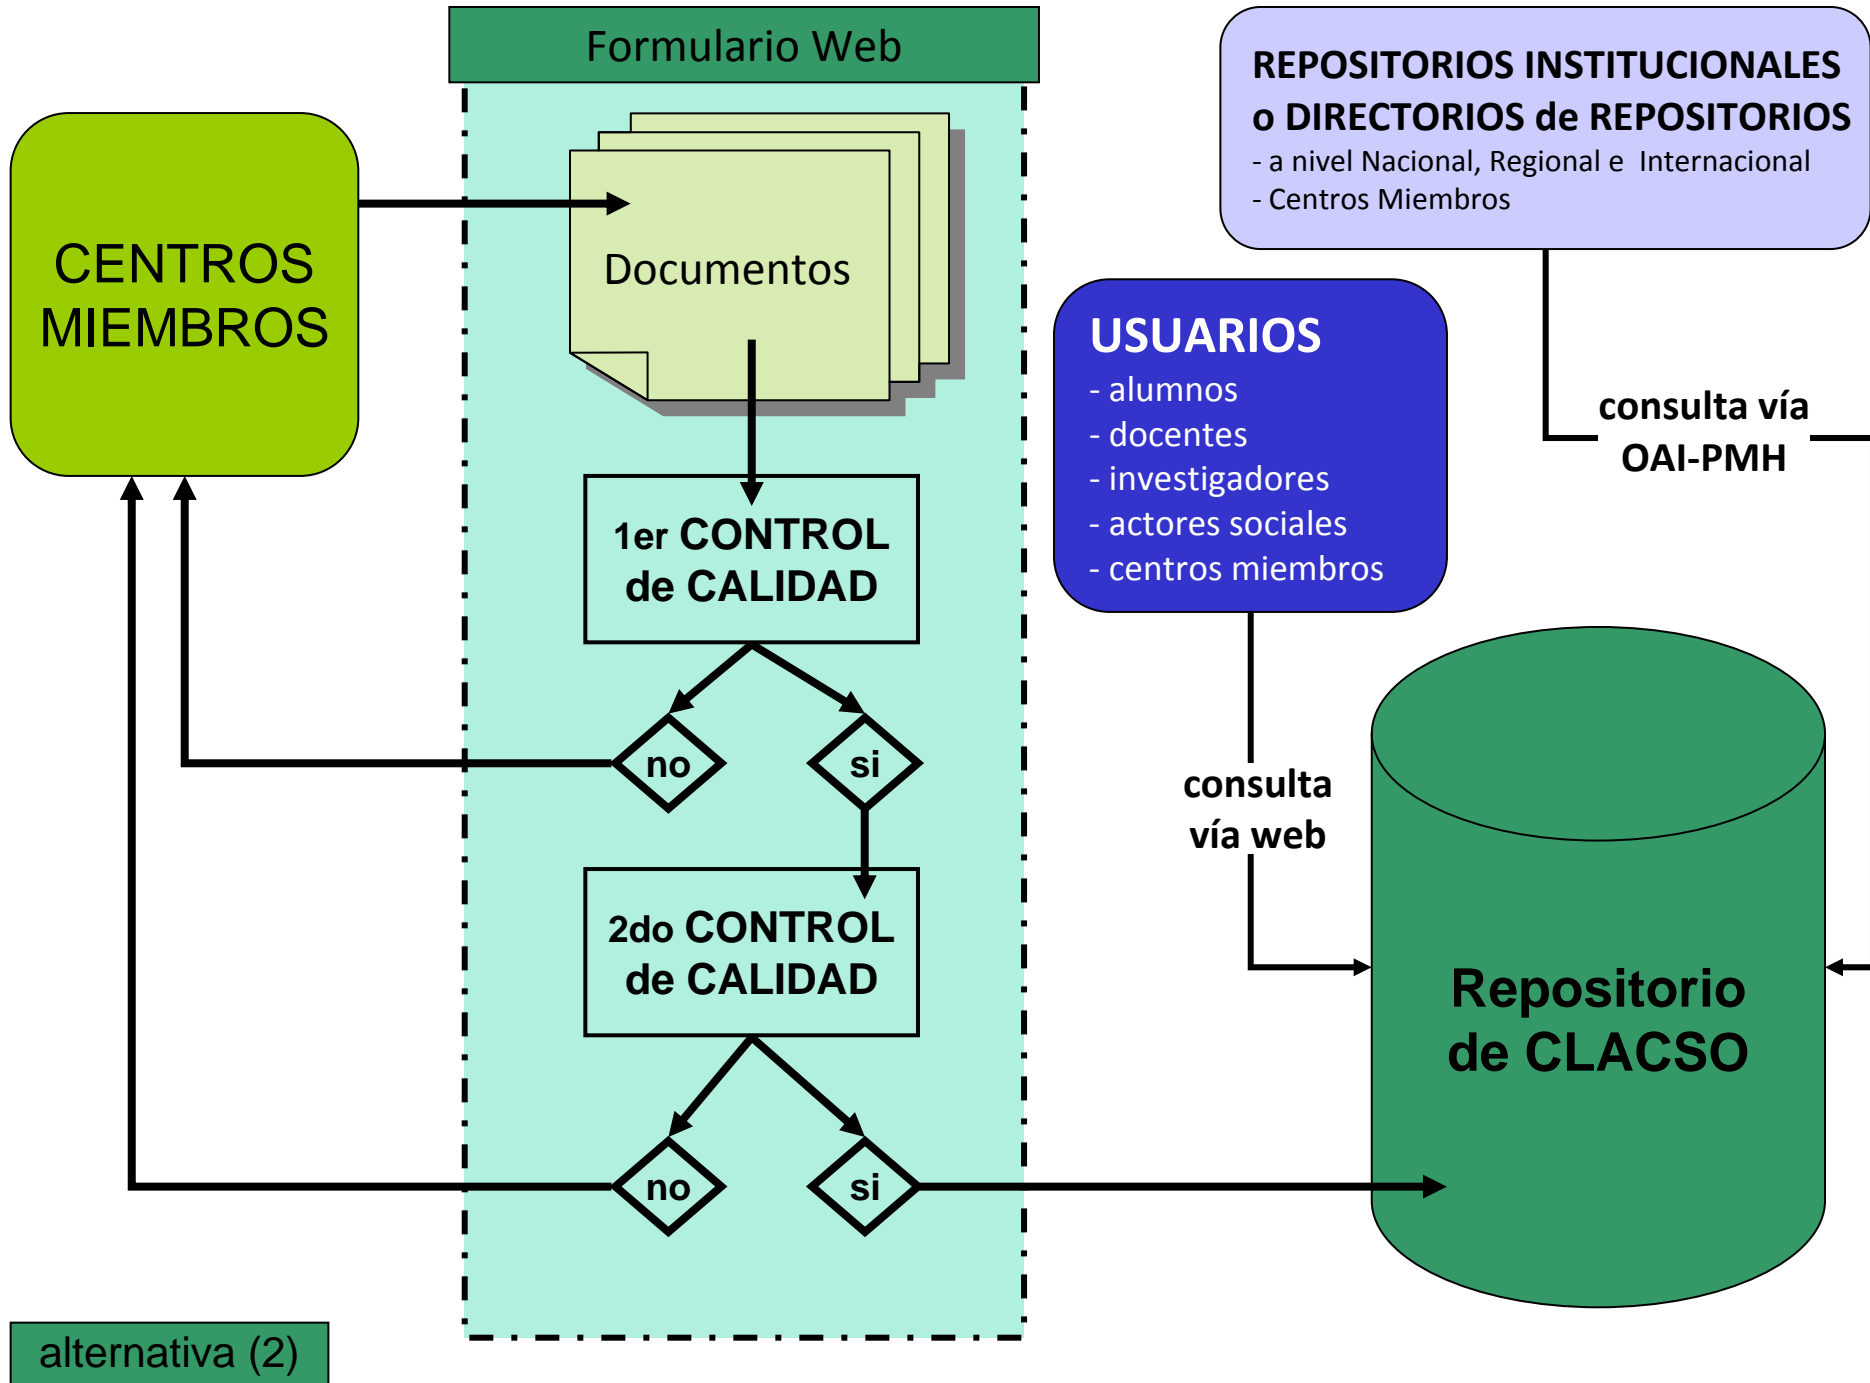 Formulario Web
CENTROS
MIEMBROS
Documentos
1er CONTROL
de CALIDAD
no
si
2do CONTROL
de CALIDAD
no
si
REPOSITORIOS INSTITUCIONALES
o DIRECTORIOS de REPOSITORIOS
- a nivel Nacional, Regional e Internacional
- Centros Miembros
USUARIOS
- alumnos
- docentes
- investigadores
- actores sociales
- centros miembros
consulta vía
OAI-PMH
consulta
vía web
Repositorio
de CLACSO
alternativa (2)